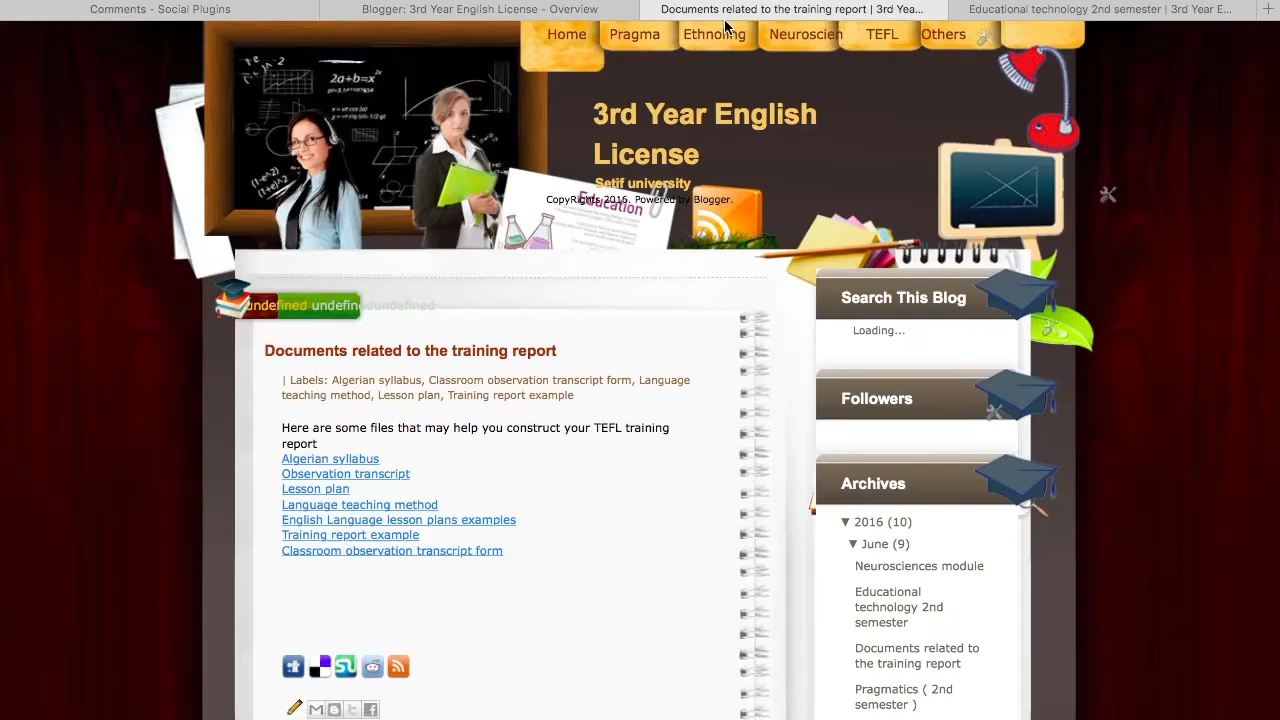 Comments - Social Plugins
Blogger: 3rd Year English License - Overview
Documents related to the training report | 3rd Yea...
Educational technology 2nd semester | 3rd Year E...
Home
Pragma
Ethnoling
Neuroscien
TEFL
Others
2a+b=x²
3rd Year English
License
Setif university
CopyRights 2016. Powered by Blogger.
Education
undefined undefined undefined
Documents related to the training report
| Labels: Algerian syllabus, Classroom observation transcript form, Language
teaching method, Lesson plan, Training report example
Here are some files that may help you construct your TEFL training
report
Algerian syllabus
Observation transcript
Lesson plan
Language teaching method
English Language lesson plans examples
Training report example
Classroom observation transcript form
Search This Blog
Loading...
Followers
Archives
▼ 2016 (10)
▼ June (9)
Neurosciences module
Educational
technology 2nd
semester
Documents related to
the training report
Pragmatics ( 2nd
semester )